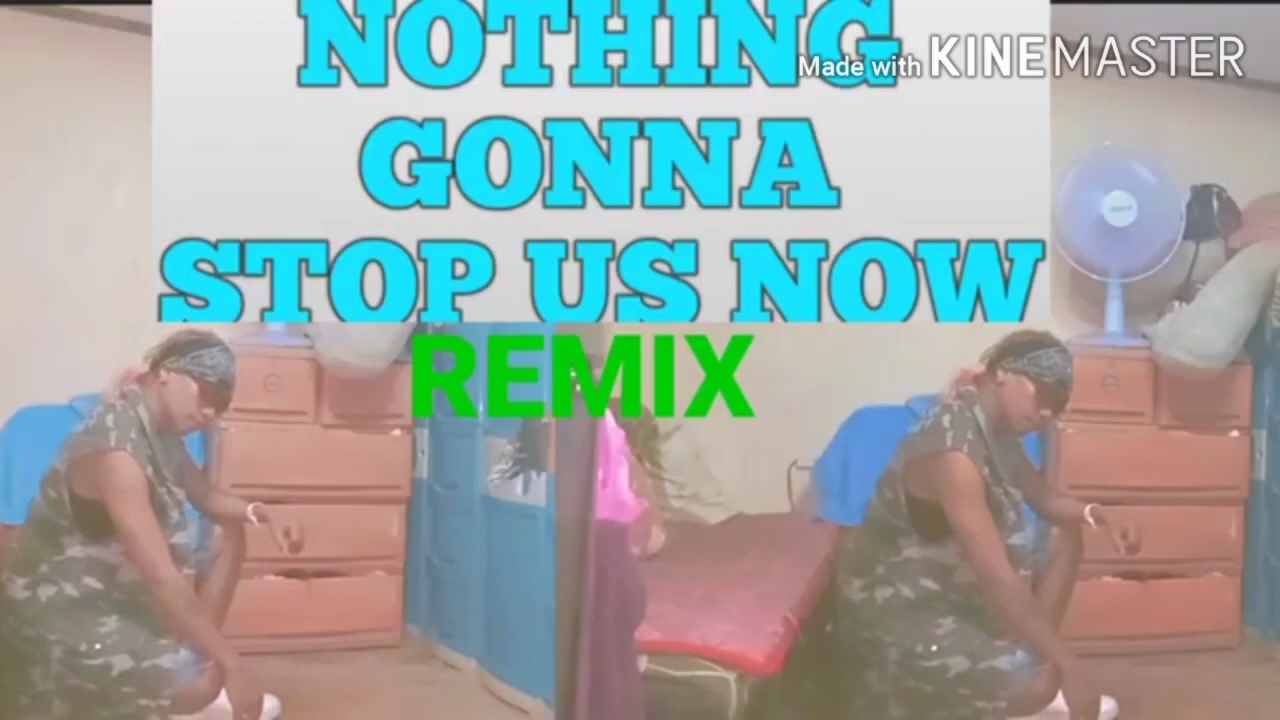 NOTHING
Made with KINEMASTER
GONNA
STOP US NOW
REMIX